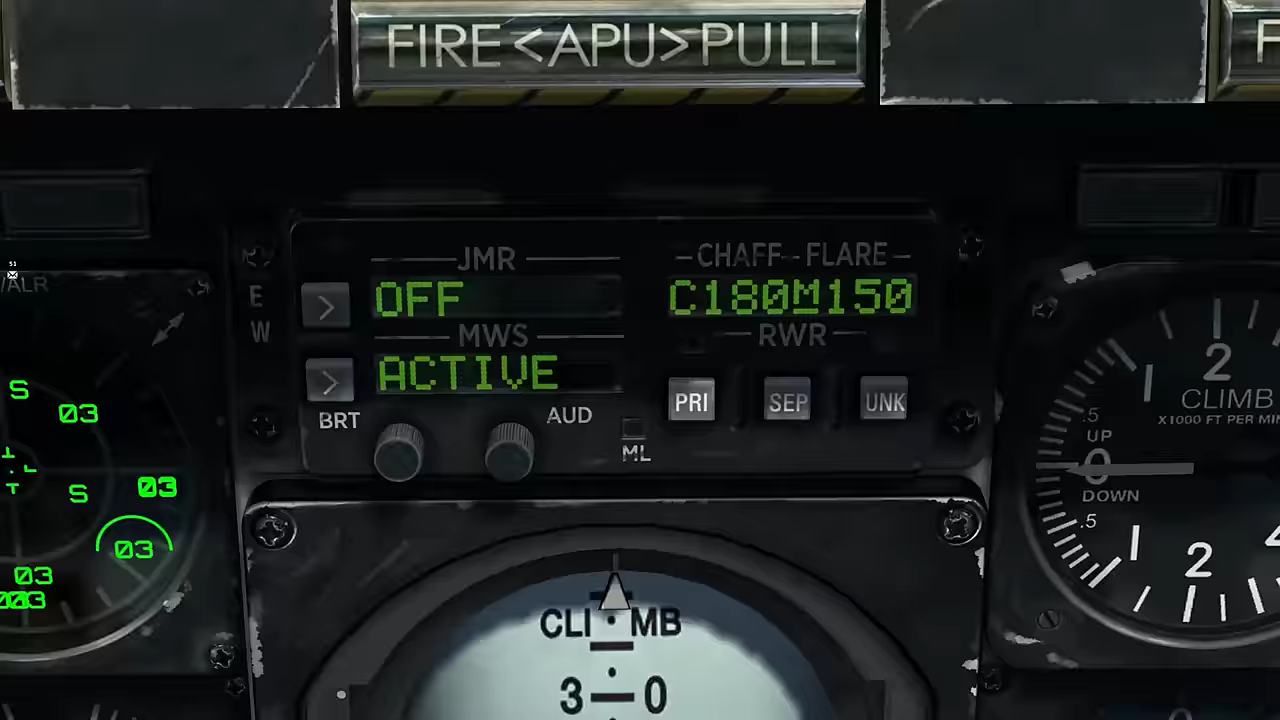 FIRE<APU>PULL
F
51
/ALR
E
W
JMR
CHAFF - FLARE
OFF
C180M150
MWS
RWR
ACTIVE
PRI
SEP
UNK
BRT
AUD
ML
S
03
S
03
03
03
03
2
CLIMB
X1000 FT PER MIN
.5
UP
0
DOWN
.5
2
CLI MB
3 0